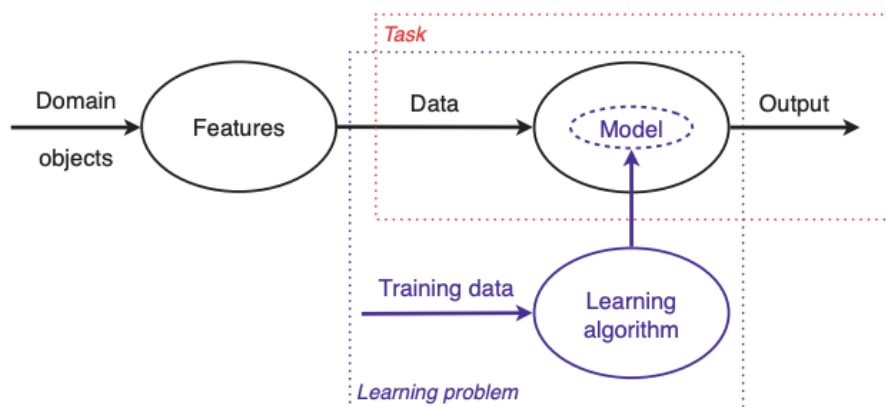 Task
Domain
objects
Features
Data
Model
Output
Training data
Learning
algorithm
Learning problem